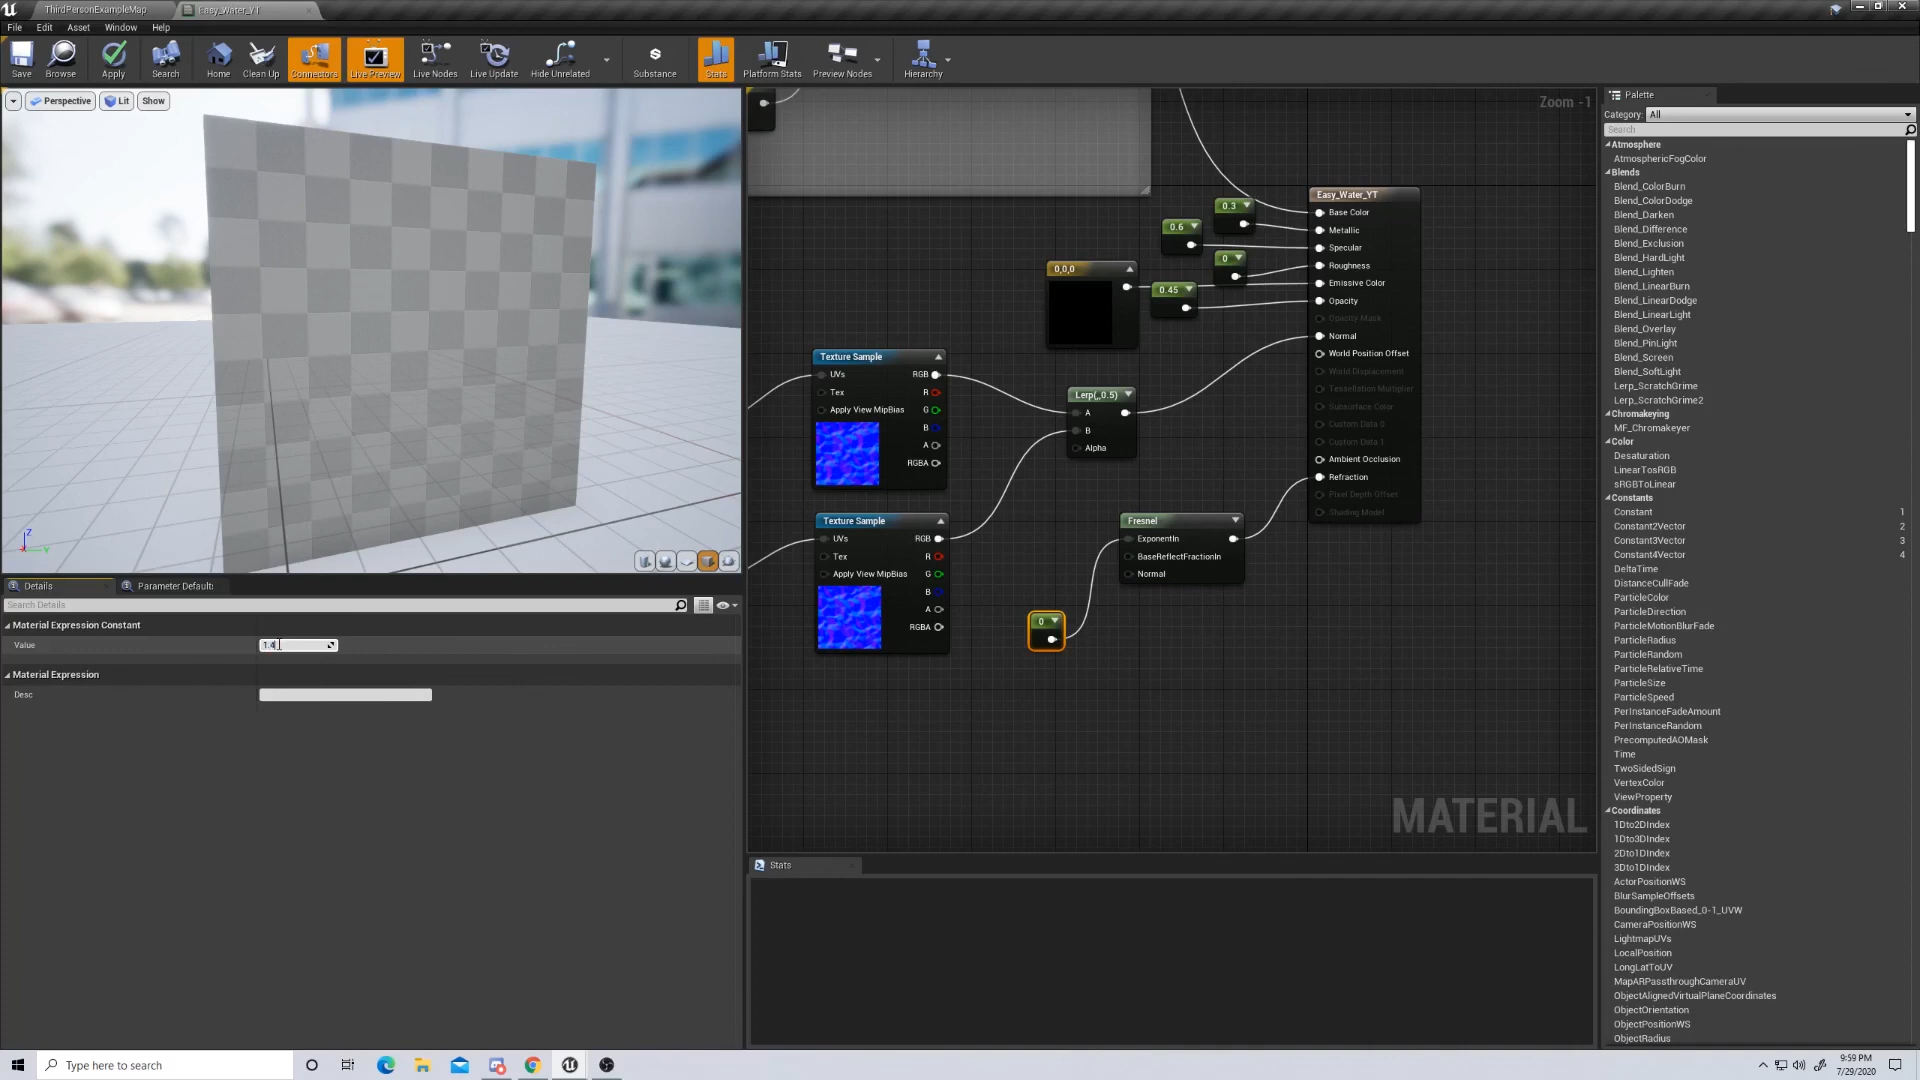 ThirdPersonExampleMap
Easy_Water_YT
File Edit Asset Window Help
Save Browse Apply Search Home Clean Up Connectors Live Preview Live Nodes Live Update Hide Unrelated Substance Stats Platform Stats Preview Nodes Hierarchy
Perspective Lit Show
Zoom -1
Palette
Category: All
Search
Atmosphere
AtmosphericFogColor
Blends
Blend_ColorBurn
Blend_ColorDodge
Blend_Darken
Blend_Difference
Blend_Exclusion
Blend_HardLight
Blend_Lighten
Blend_LinearBurn
Blend_LinearDodge
Blend_LinearLight
Blend_Overlay
Blend_PinLight
Blend_Screen
Blend_SoftLight
Lerp_ScratchGrime
Lerp_ScratchGrime2
Chromakeying
MF_Chromakeyer
Color
Desaturation
LinearTosRGB
sRGBToLinear
Constants
Constant 1
Constant2Vector 2
Constant3Vector 3
Constant4Vector 4
DeltaTime
DistanceCullFade
ParticleColor
ParticleDirection
ParticleMotionBlurFade
ParticleRadius
ParticleRandom
ParticleRelativeTime
ParticleSize
ParticleSpeed
PerInstanceFadeAmount
PerInstanceRandom
PrecomputedAOMask
Time
TwoSidedSign
VertexColor
ViewProperty
Coordinates
1Dto2DIndex
1Dto3DIndex
2Dto1DIndex
3Dto1DIndex
ActorPositionWS
BlurSampleOffsets
BoundingBoxBased_0-1_UVW
CameraPositionWS
LightmapUVs
LocalPosition
LongLatToUV
MapARPassthroughCameraUV
ObjectAlignedVirtualPlaneCoordinates
ObjectOrientation
ObjectPositionWS
ObjectRadius
Easy_Water_YT
Base Color
Metallic
Specular
Roughness
Emissive Color
Opacity
Opacity Mask
Normal
World Position Offset
World Displacement
Tessellation Multiplier
Subsurface Color
Custom Data 0
Custom Data 1
Ambient Occlusion
Refraction
Pixel Depth Offset
Shading Model
0.3
0.6
0
0,0,0
0.45
Texture Sample
UVs RGB
Tex R
Apply View MipBias G
B
A
RGBA
Lerp(,,0.5)
A
B
Alpha
Texture Sample
UVs RGB
Tex R
Apply View MipBias G
B
A
RGBA
Fresnel
ExponentIn
BaseReflectFractionIn
Normal
0
MATERIAL
Stats
Z
Y
Details Parameter Defaults
Search Details
Material Expression Constant
Value 1.4
Material Expression
Desc
Type here to search
9:59 PM
7/29/2020